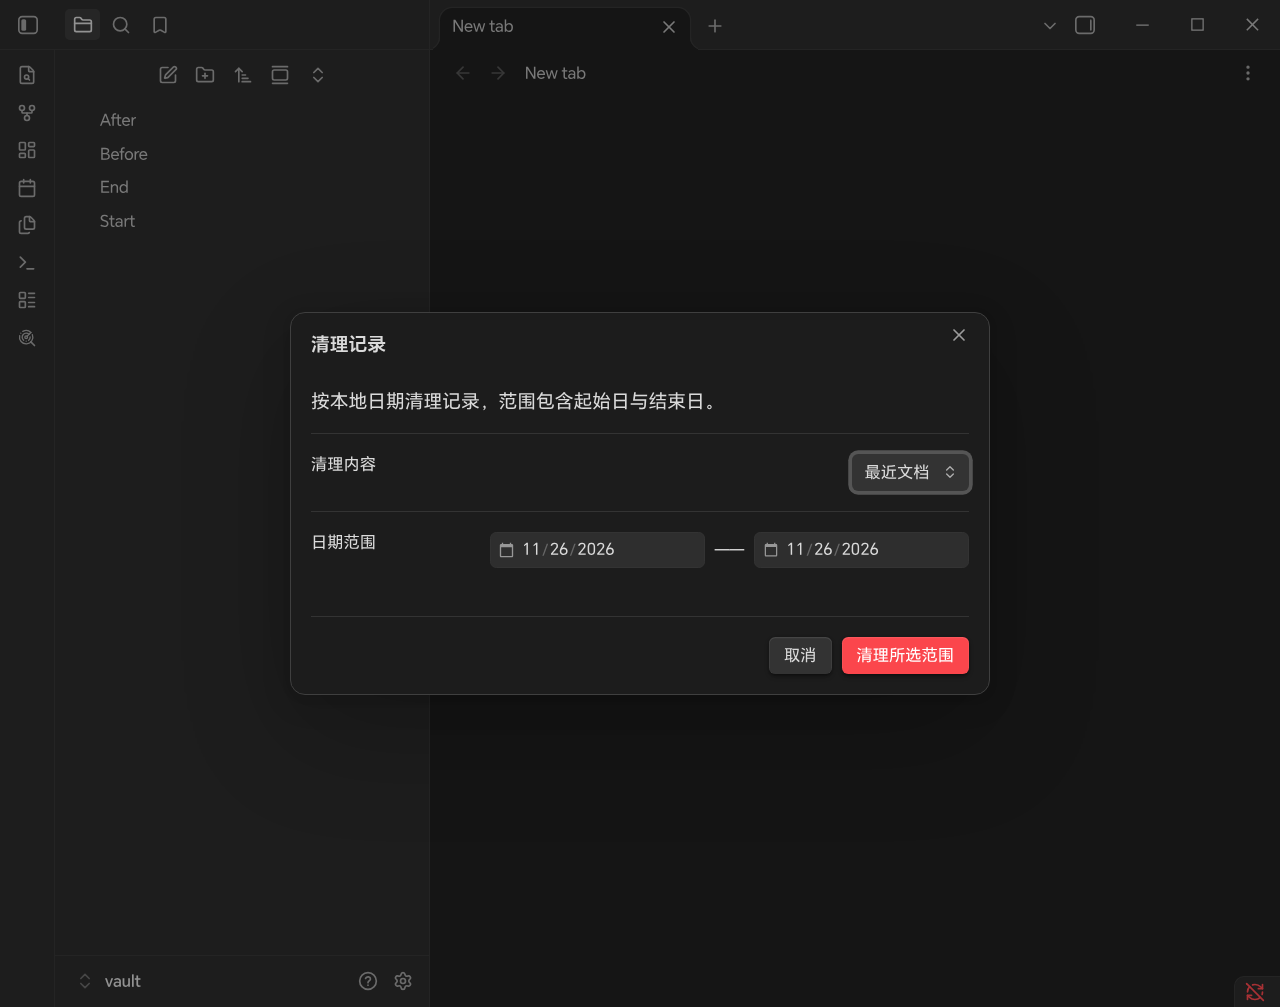 New tab
New tab
After
Before
End
Start
清理记录
按本地日期清理记录，范围包含起始日与结束日。
清理内容
最近文档
日期范围
11/26/2026 —— 11/26/2026
取消
清理所选范围
vault